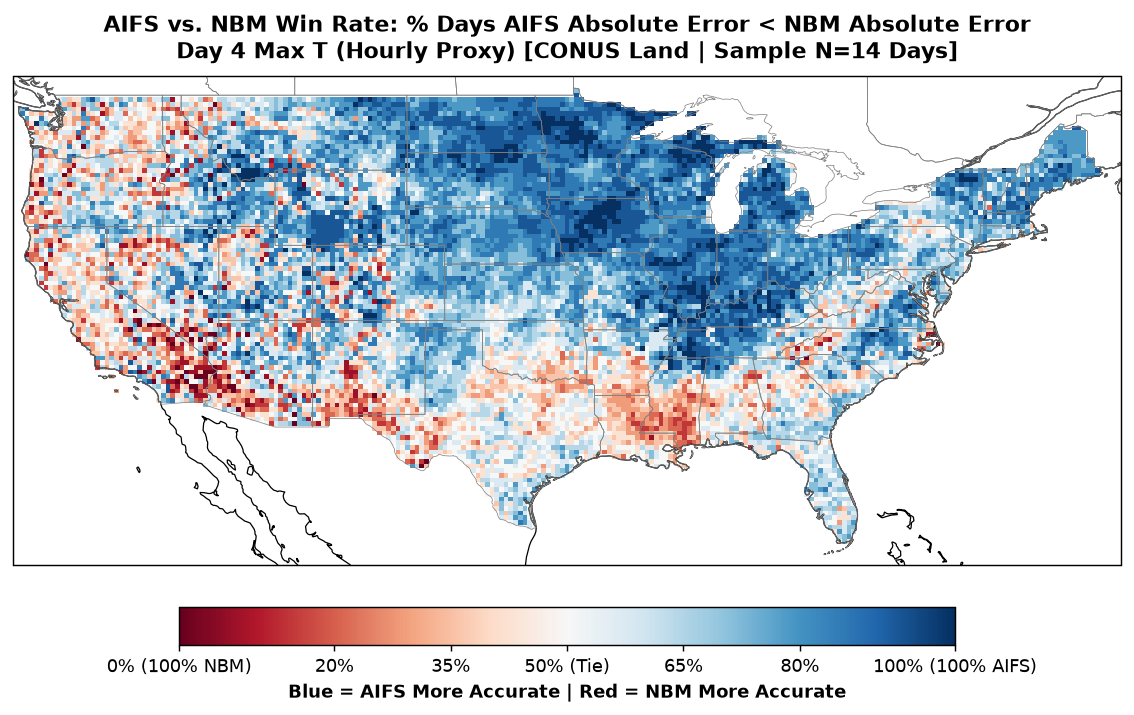 AIFS vs. NBM Win Rate: % Days AIFS Absolute Error < NBM Absolute Error
Day 4 Max T (Hourly Proxy) [CONUS Land | Sample N=14 Days]
0% (100% NBM) 20% 35% 50% (Tie) 65% 80% 100% (100% AIFS)
Blue = AIFS More Accurate | Red = NBM More Accurate